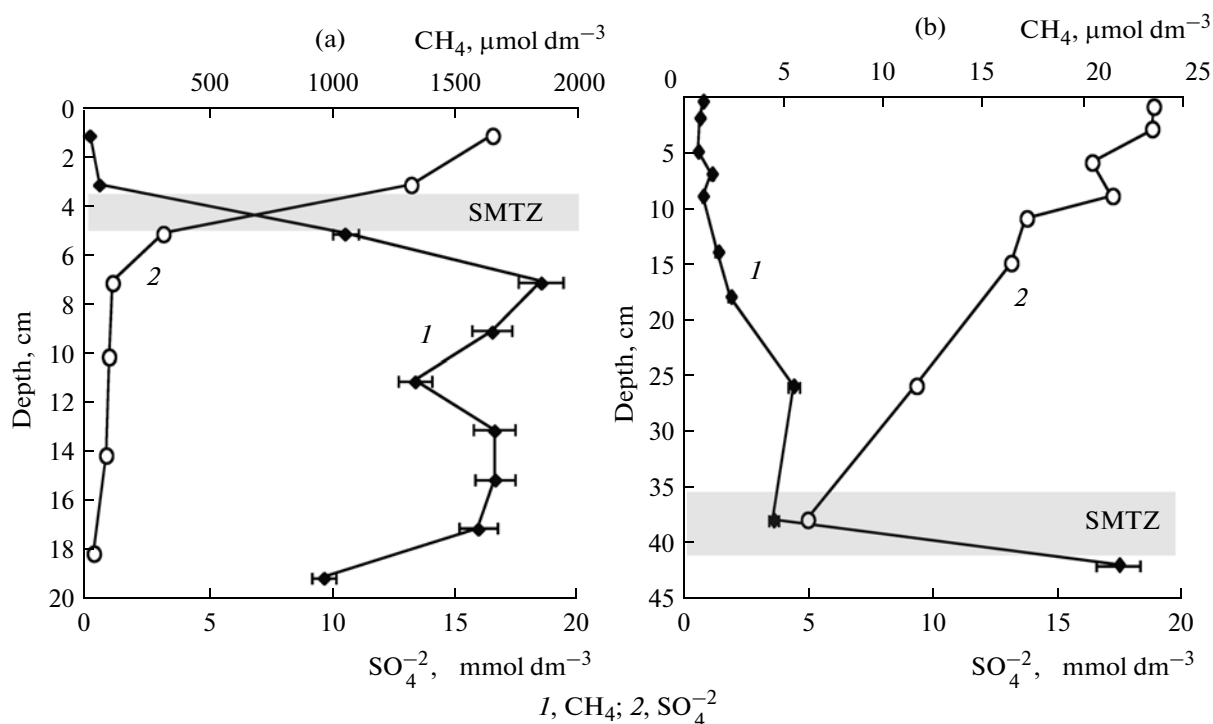 (a) CH4, μmol dm−3
500 1000 1500 2000
0
2
4
6
8
10
12
14
16
18
20
Depth, cm
SMTZ
2
1
0 5 10 15 20
SO4−2, mmol dm−3
(b) CH4, μmol dm−3
0 5 10 15 20 25
0
5
10
15
20
25
30
35
40
45
Depth, cm
1
2
SMTZ
0 5 10 15 20
SO4−2, mmol dm−3
1, CH4; 2, SO4−2